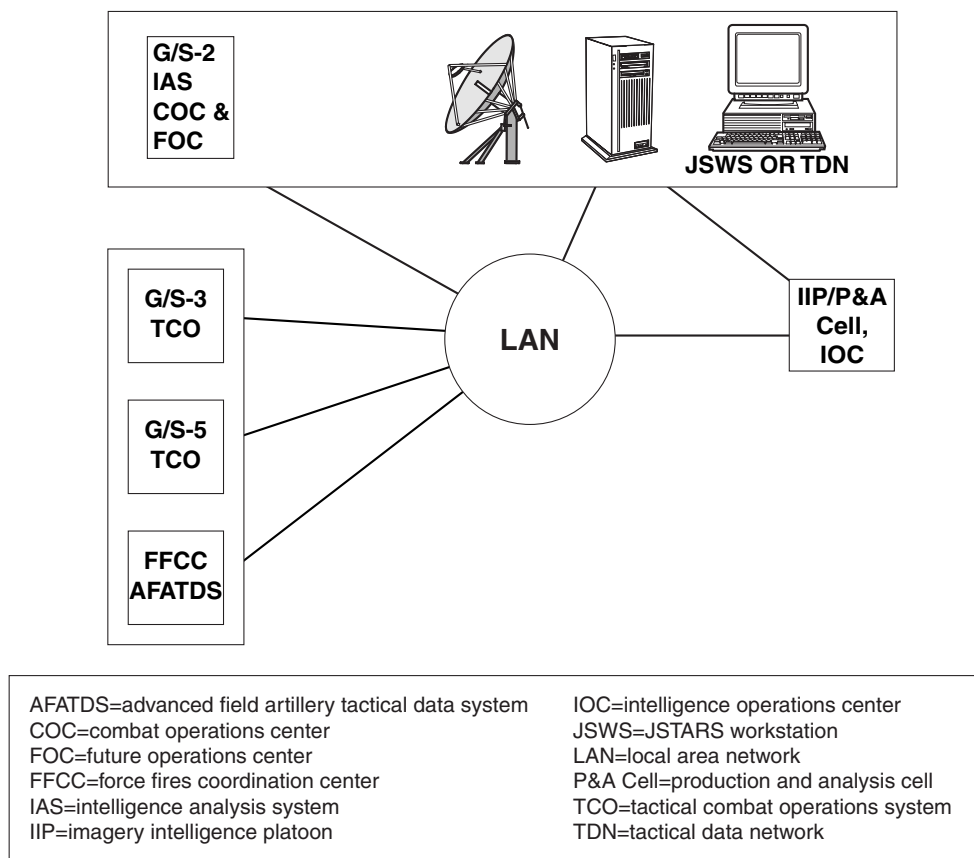 G/S-2
IAS
COC &
FOC
JSWS OR TDN
G/S-3
TCO
G/S-5
TCO
FFCC
AFATDS
LAN
IIP/P&A
Cell,
IOC
AFATDS=advanced field artillery tactical data system
COC=combat operations center
FOC=future operations center
FFCC=force fires coordination center
IAS=intelligence analysis system
IIP=imagery intelligence platoon
IOC=intelligence operations center
JSWS=JSTARS workstation
LAN=local area network
P&A Cell=production and analysis cell
TCO=tactical combat operations system
TDN=tactical data network